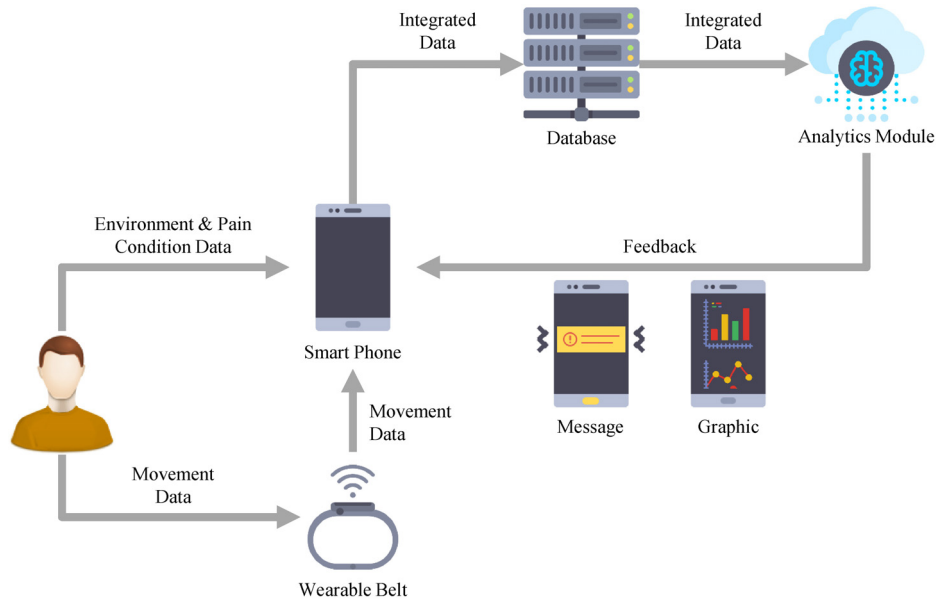 Integrated
Data
Integrated
Data
Database
Analytics Module
Environment & Pain
Condition Data
Feedback
Smart Phone
Movement
Data
Message
Graphic
Movement
Data
Wearable Belt